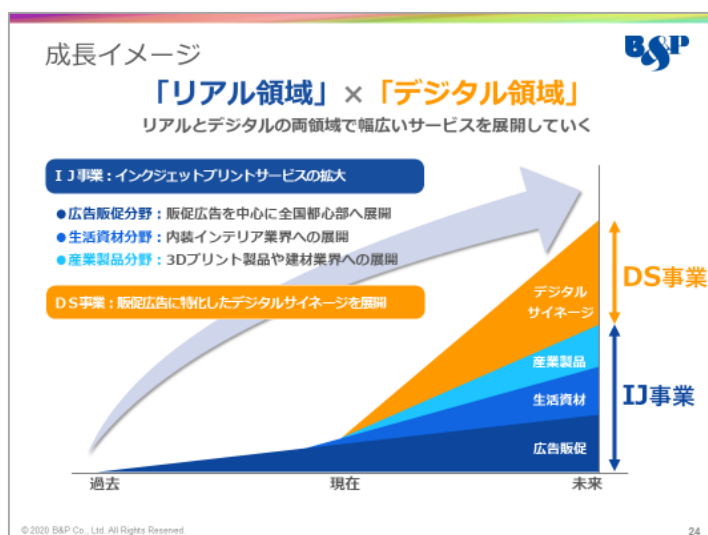 成長イメージ
B&P
「リアル領域」×「デジタル領域」
リアルとデジタルの両領域で幅広いサービスを展開していく
IJ事業：インクジェットプリントサービスの拡大
●広告販促分野：販促広告を中心に全国都心部へ展開
●生活資材分野：内装インテリア業界への展開
●産業製品分野：3Dプリント製品や建材業界への展開
DS事業：販促広告に特化したデジタルサイネージを展開
デジタル
サイネージ
DS事業
産業製品
生活資材
IJ事業
広告販促
過去
現在
未来
© 2020 B&P Co., Ltd. All Rights Reserved.
24